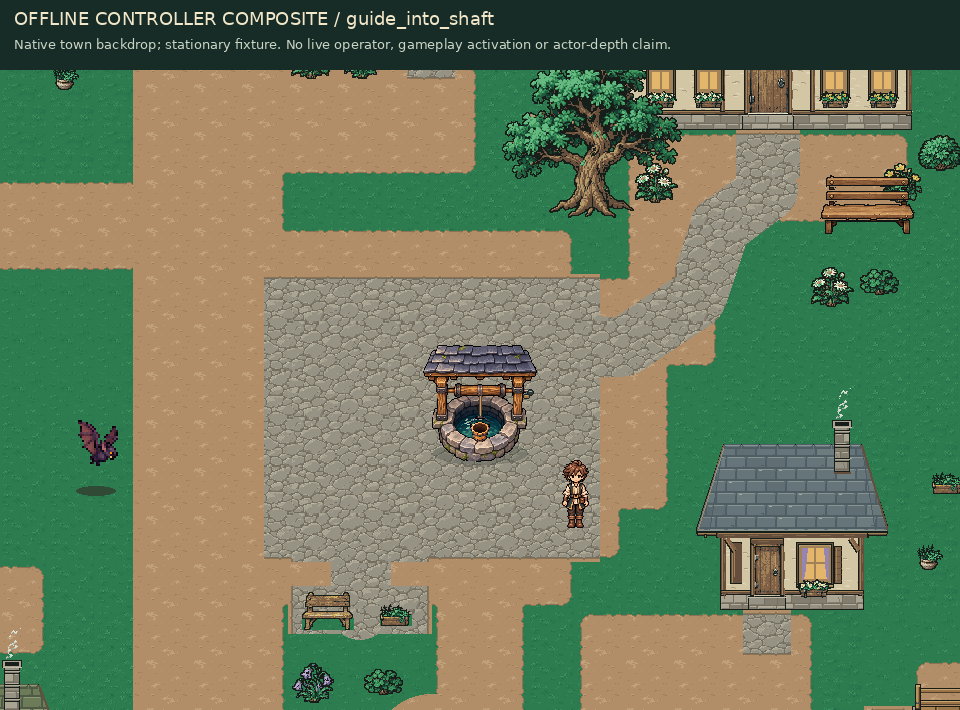 OFFLINE CONTROLLER COMPOSITE / guide_into_shaft
Native town backdrop; stationary fixture. No live operator, gameplay activation or actor-depth claim.